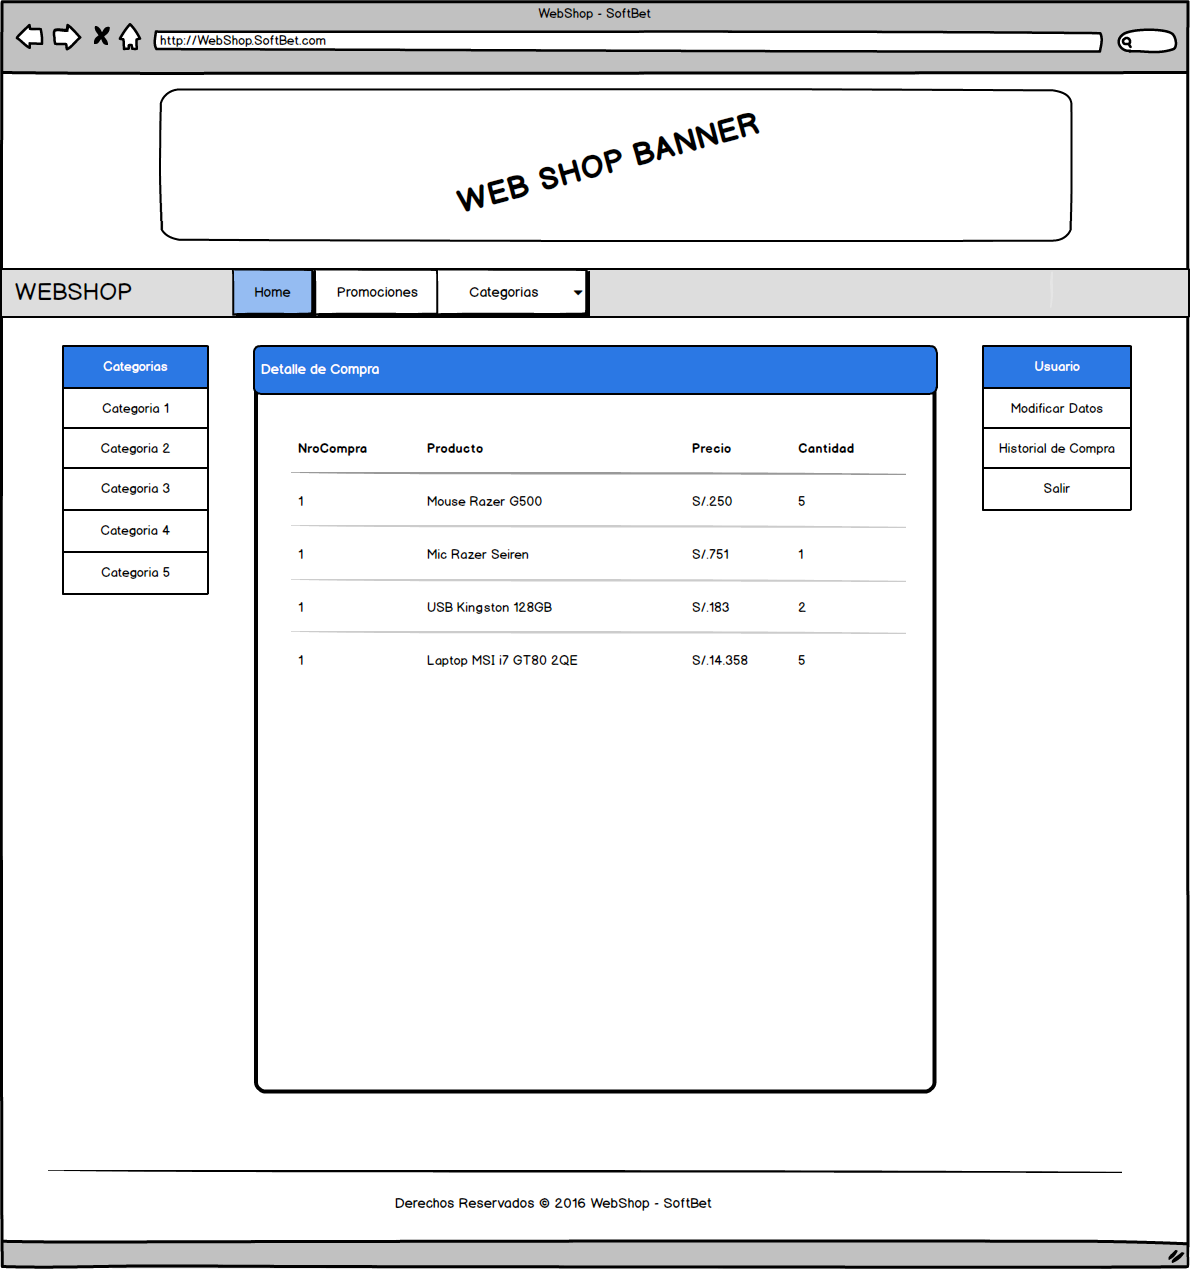 WebShop - SoftBet
http://WebShop.SoftBet.com
WEB SHOP BANNER
WEBSHOP
Home
Promociones
Categorias
Categorias
Categoria 1
Categoria 2
Categoria 3
Categoria 4
Categoria 5
Detalle de Compra
NroCompra Producto Precio Cantidad
1 Mouse Razer G500 S/.250 5
1 Mic Razer Seiren S/.751 1
1 USB Kingston 128GB S/.183 2
1 Laptop MSI i7 GT80 2QE S/.14.358 5
Usuario
Modificar Datos
Historial de Compra
Salir
Derechos Reservados © 2016 WebShop - SoftBet